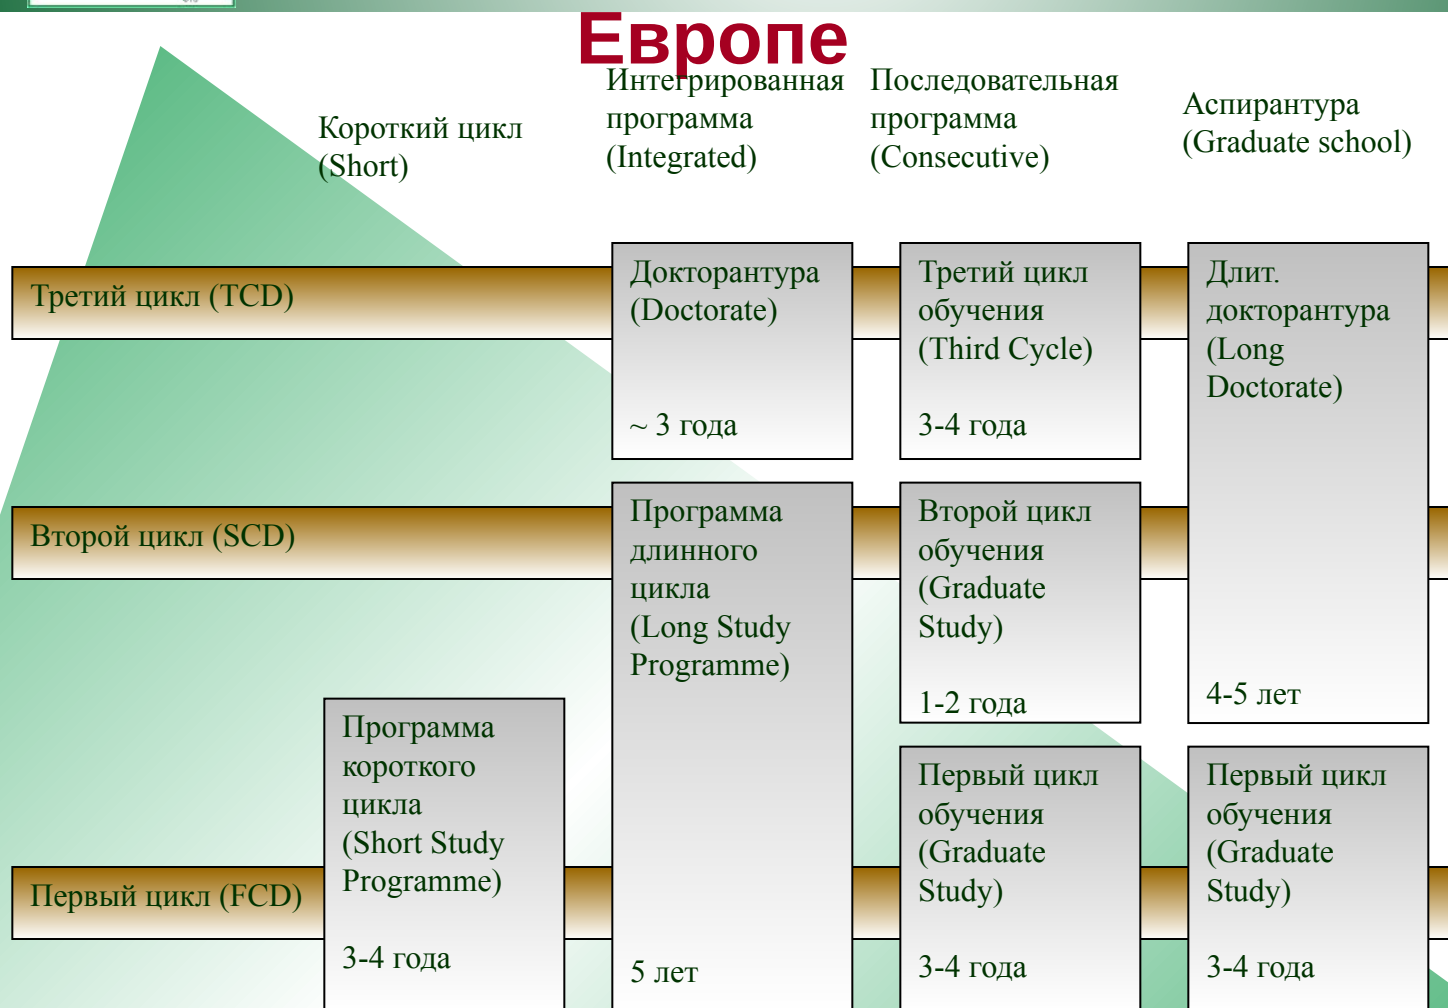 Европе
Короткий цикл
(Short)
Интегрированная
программа
(Integrated)
Последовательная
программа
(Consecutive)
Аспирантура
(Graduate school)
Третий цикл (TCD)
Докторантура
(Doctorate)
~ 3 года
Третий цикл
обучения
(Third Cycle)
3-4 года
Длит.
докторантура
(Long
Doctorate)
4-5 лет
Второй цикл (SCD)
Программа
длинного
цикла
(Long Study
Programme)
5 лет
Второй цикл
обучения
(Graduate
Study)
1-2 года
Первый цикл (FCD)
Программа
короткого
цикла
(Short Study
Programme)
3-4 года
Первый цикл
обучения
(Graduate
Study)
3-4 года
Первый цикл
обучения
(Graduate
Study)
3-4 года